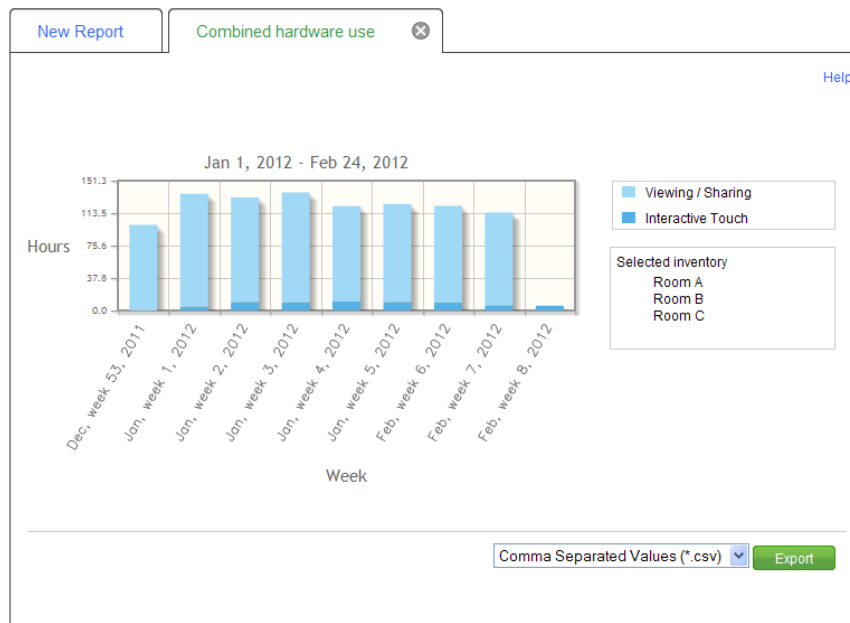 New Report
Combined hardware use
Help
Jan 1, 2012 - Feb 24, 2012
151.3
113.5
75.6
37.8
0.0
Hours
Viewing / Sharing
Interactive Touch
Selected inventory
Room A
Room B
Room C
Dec, week 53, 2011
Jan, week 1, 2012
Jan, week 2, 2012
Jan, week 3, 2012
Jan, week 4, 2012
Jan, week 5, 2012
Feb, week 6, 2012
Feb, week 7, 2012
Feb, week 8, 2012
Week
Comma Separated Values (*.csv)
Export